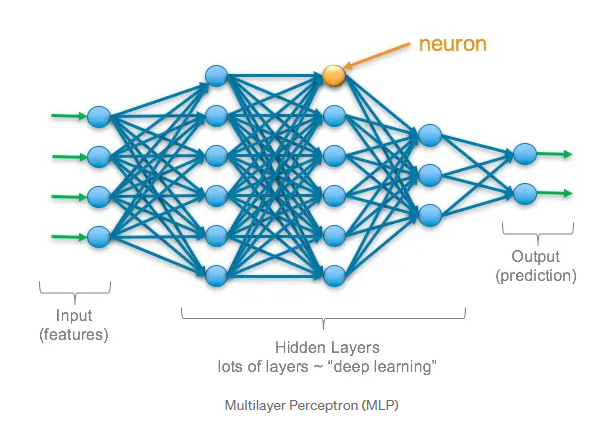 neuron
Input
(features)
Hidden Layers
lots of layers ~ “deep learning”
Output
(prediction)
Multilayer Perceptron (MLP)